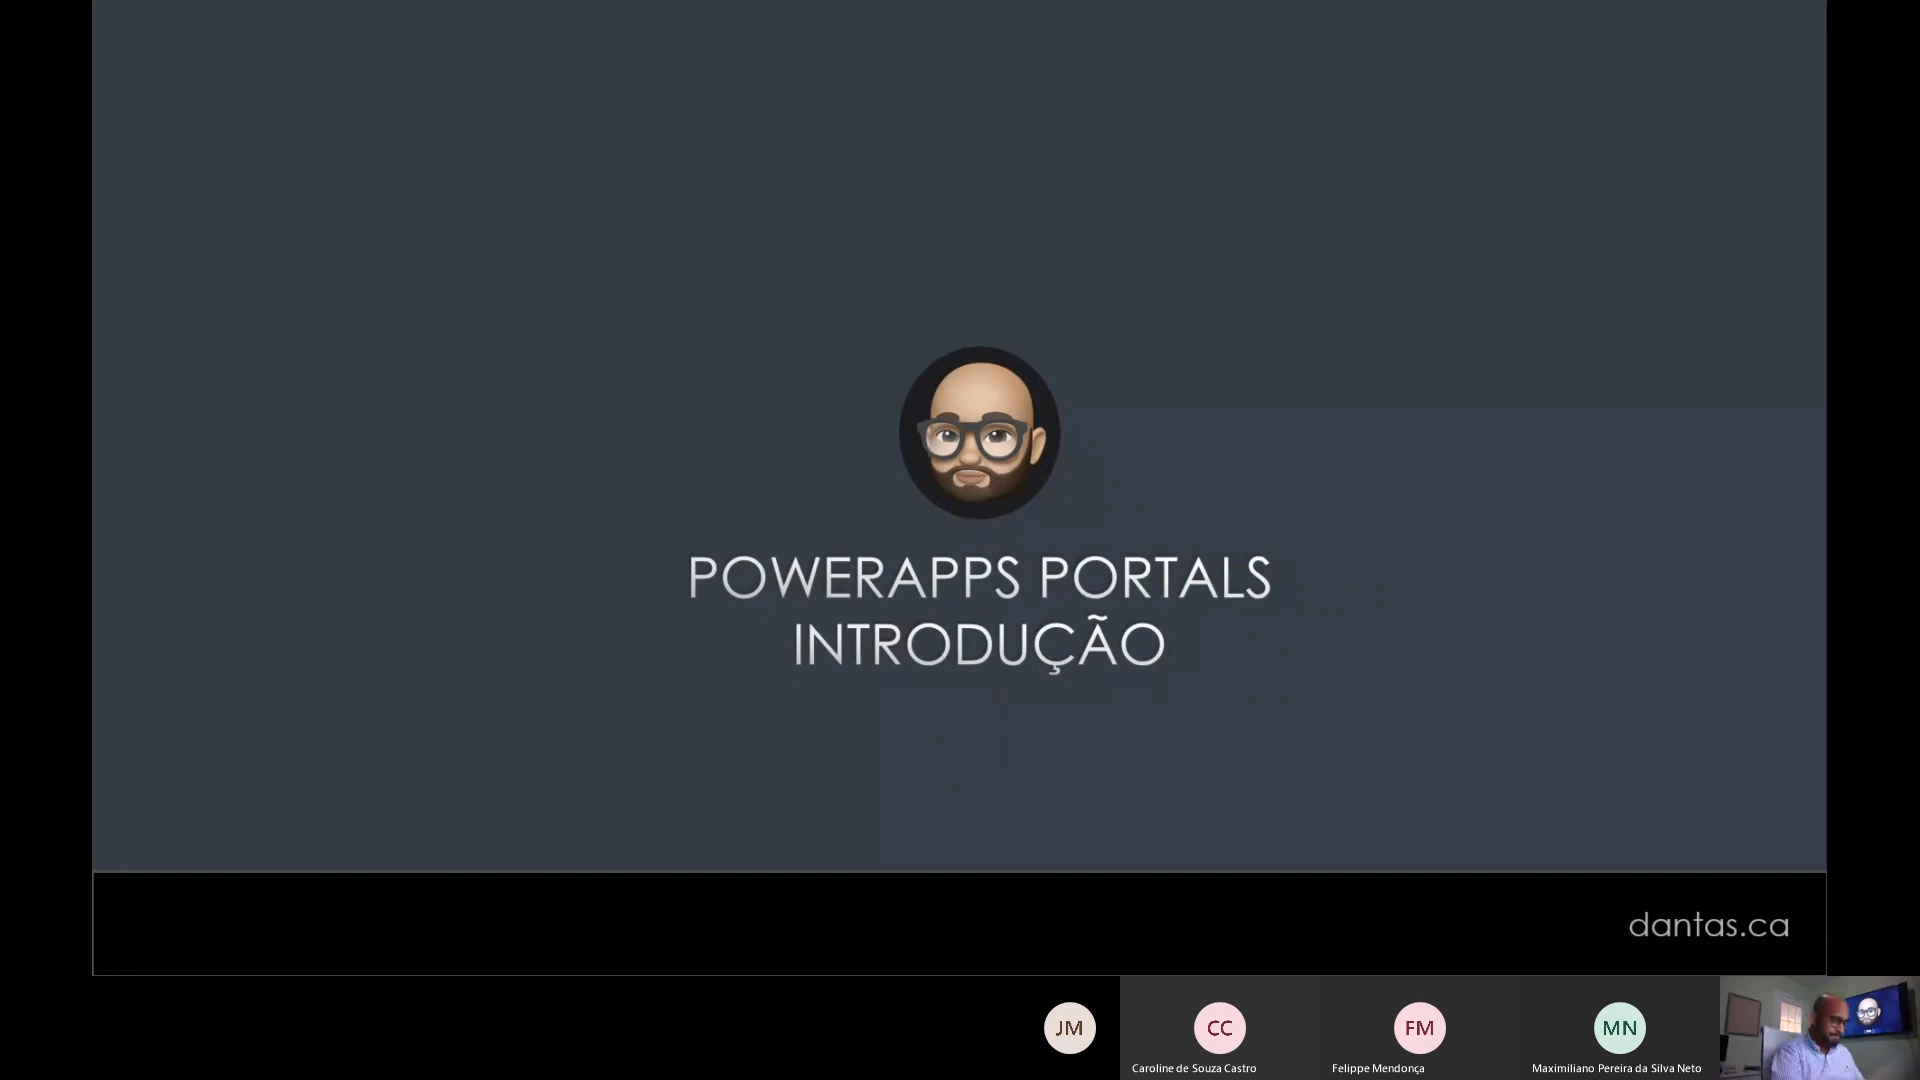 POWERAPPS PORTALS
INTRODUÇÃO
dantas.ca
JM
CC
FM
MN
Caroline de Souza Castro
Felippe Mendonça
Maximiliano Pereira da Silva Neto